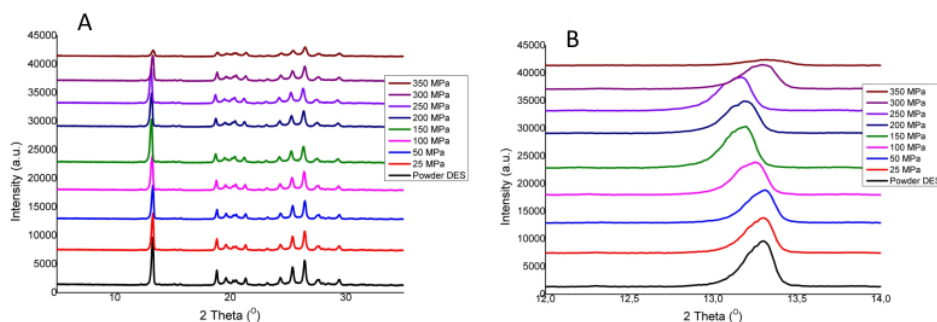 A
45000
40000
35000
30000
25000
20000
15000
10000
5000
0
Intensity (a.u.)
10
20
30
2 Theta (O)
350 MPa
300 MPa
250 MPa
200 MPa
150 MPa
100 MPa
50 MPa
25 MPa
Powder DES
B
45000
40000
35000
30000
25000
20000
15000
10000
5000
0
Intensity (a.u.)
12,0
12,5
13,0
13,5
14,0
2 Theta (O)
350 MPa
300 MPa
250 MPa
200 MPa
150 MPa
100 MPa
50 MPa
25 MPa
Powder DES